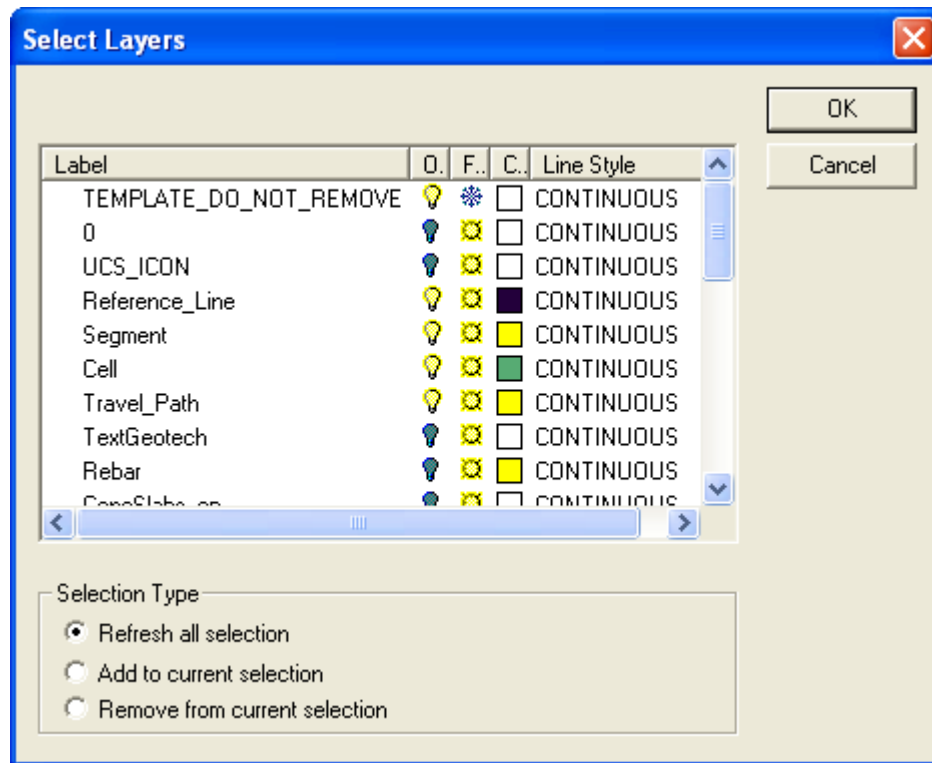 Select Layers
OK
Cancel
Label O. F.. C.. Line Style
TEMPLATE_DO_NOT_REMOVE CONTINUOUS
0 CONTINUOUS
UCS_ICON CONTINUOUS
Reference_Line CONTINUOUS
Segment CONTINUOUS
Cell CONTINUOUS
Travel_Path CONTINUOUS
TextGeotech CONTINUOUS
Rebar CONTINUOUS
CONTINUOUS
Selection Type
Refresh all selection
Add to current selection
Remove from current selection